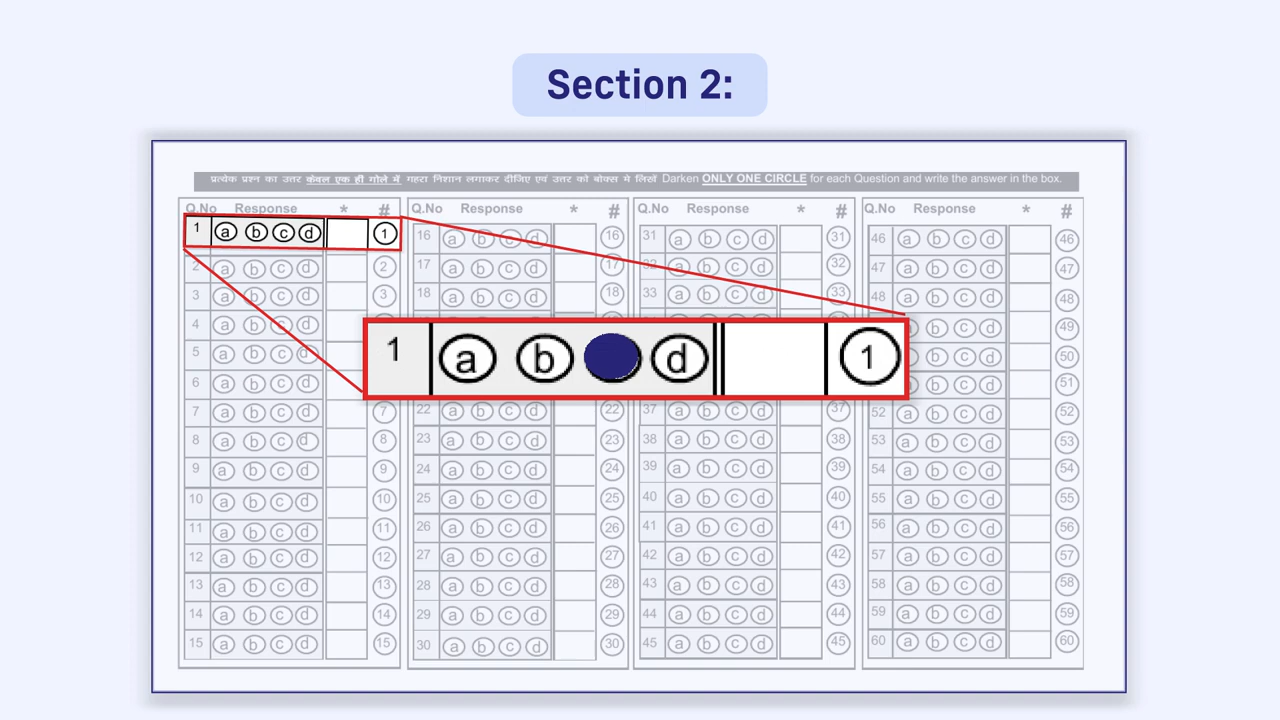 Section 2:
प्रत्येक प्रश्न का उत्तर केवल एक ही गोले में गहरा निशान लगाकर दीजिए एवं उत्तर को बोक्स मे लिखें Darken ONLY ONE CIRCLE for each Question and write the answer in the box.
Q.No Response * #
1 a b c d 1
2 a b c d 2
3 a b c d 3
4 a b c d
5 a b c d
6 a b c d
7 a b c d 7
8 a b c d 8
9 a b c d 9
10 a b c d 10
11 a b c d 11
12 a b c d 12
13 a b c d 13
14 a b c d 14
15 a b c d 15
Q.No Response * #
16 a b c d 16
17 a b c d 17
18 a b c d 18
1 a b d 1
22 a b c d 22
23 a b c d 23
24 a b c d 24
25 a b c d 25
26 a b c d 26
27 a b c d 27
28 a b c d 28
29 a b c d 29
30 a b c d 30
Q.No Response * #
31 a b c d 31
32 a b c d 32
33 a b c d 33
37 a b c d 37
38 a b c d 38
39 a b c d 39
40 a b c d 40
41 a b c d 41
42 a b c d 42
43 a b c d 43
44 a b c d 44
45 a b c d 45
Q.No Response * #
46 a b c d 46
47 a b c d 47
48 a b c d 48
a b c d 49
a b c d 50
a b c d 51
52 a b c d 52
53 a b c d 53
54 a b c d 54
55 a b c d 55
56 a b c d 56
57 a b c d 57
58 a b c d 58
59 a b c d 59
60 a b c d 60